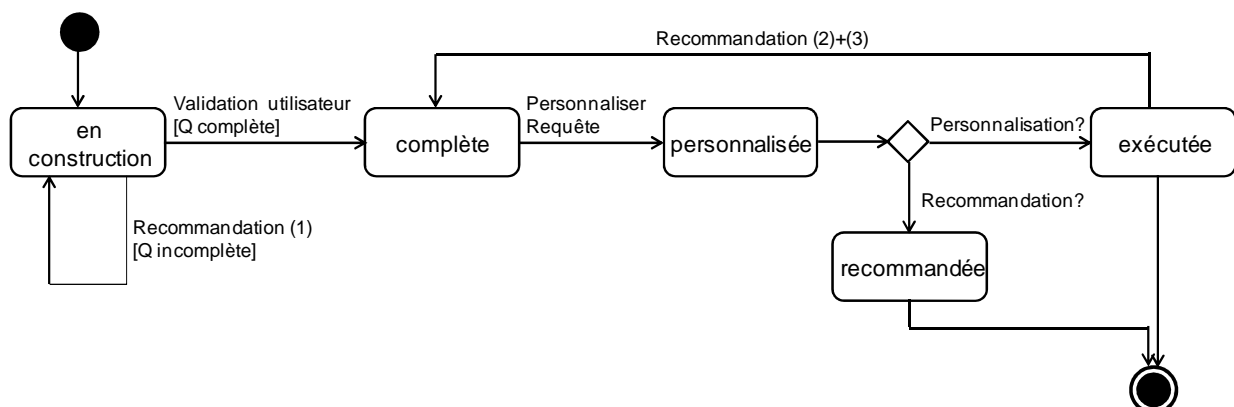 Recommandation (2)+(3)
Validation utilisateur
[Q complète]
Personnaliser
Requête
en
construction
complète
personnalisée
Personnalisation?
exécutée
Recommandation?
Recommandation (1)
[Q incomplète]
recommandée